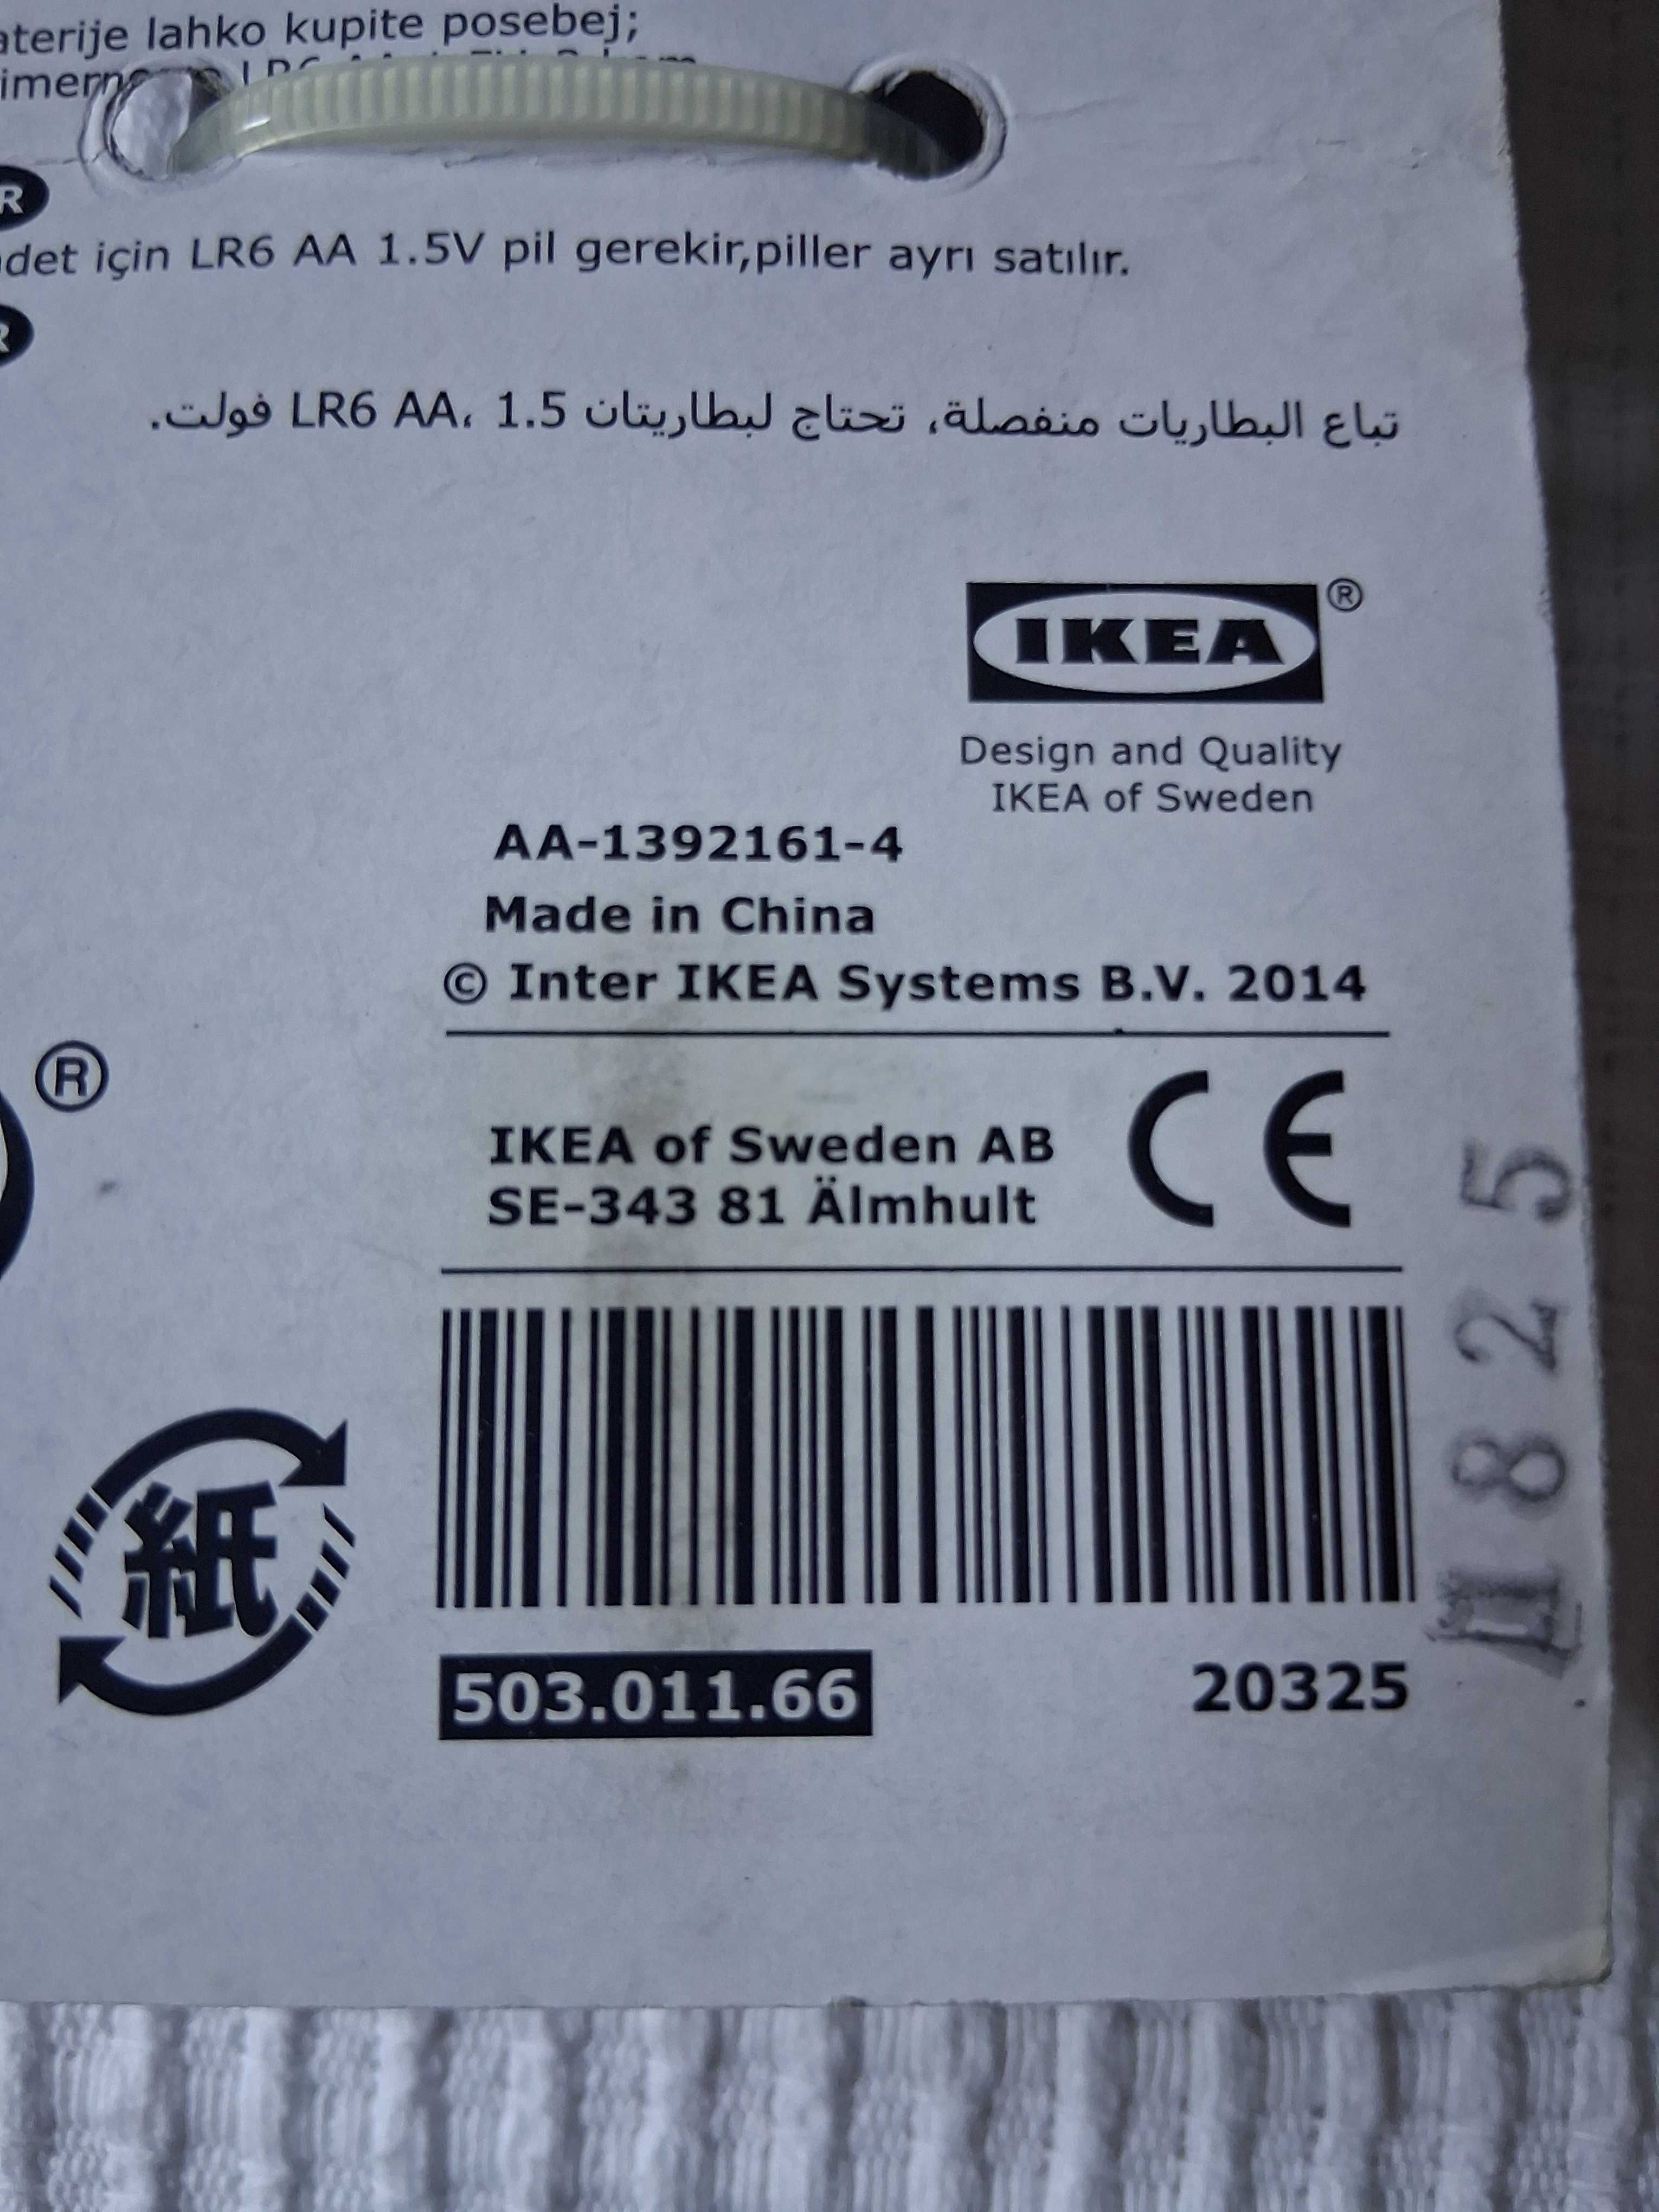 aterije lahko kupite posebej;
R
det için LR6 AA 1.5V pil gerekir,piller ayrı satılır.
R
تباع البطاريات منفصلة، تحتاج لبطاريتان LR6 AA، 1.5 فولت.
IKEA®
Design and Quality
IKEA of Sweden
AA-1392161-4
Made in China
© Inter IKEA Systems B.V. 2014
®
IKEA of Sweden AB
SE-343 81 Älmhult
CE
紙
503.011.66
20325
1825